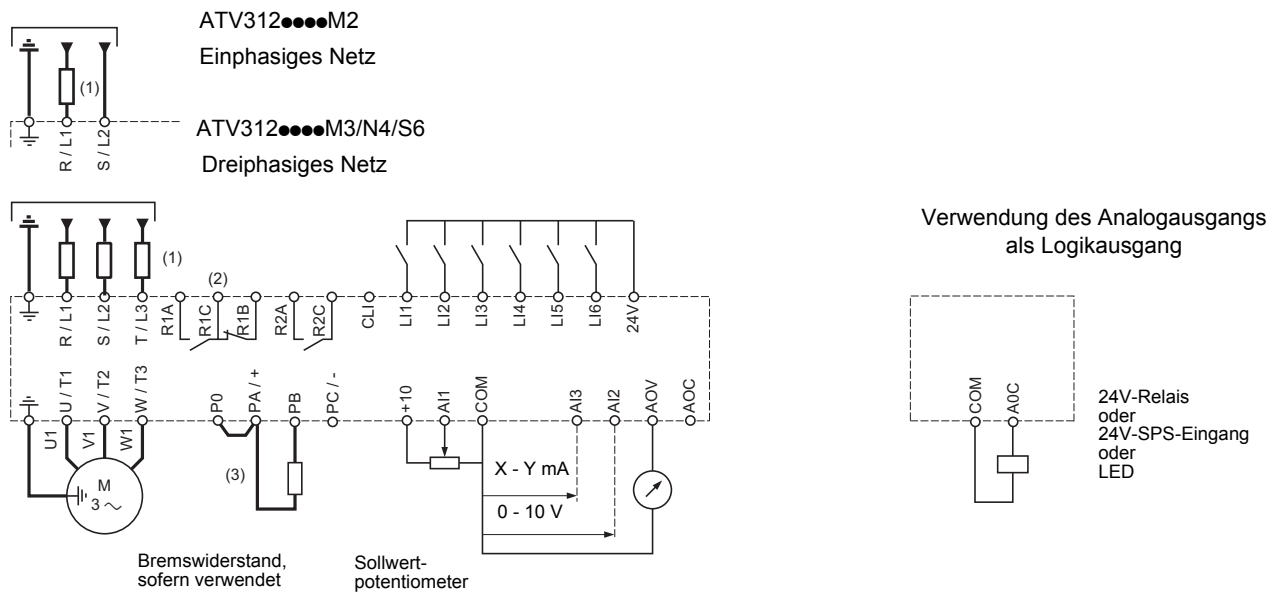 ATV312●●●●M2
Einphasiges Netz
(1)
R / L1
S / L2
ATV312●●●●M3/N4/S6
Dreiphasiges Netz
(1)
(2)
R / L1
S / L2
T / L3
R1A
R1C
R1B
R2A
R2C
CLI
LI1
LI2
LI3
LI4
LI5
LI6
24V
U / T1
V / T2
W / T3
P0
PA / +
PB
PC / -
+10
AI1
COM
AI3
AI2
AOV
AOC
U1
V1
W1
M
3 ~
(3)
X - Y mA
0 - 10 V
Bremswiderstand,
sofern verwendet
Sollwert-
potentiometer
Verwendung des Analogausgangs
als Logikausgang
COM
A0C
24V-Relais
oder
24V-SPS-Eingang
oder
LED